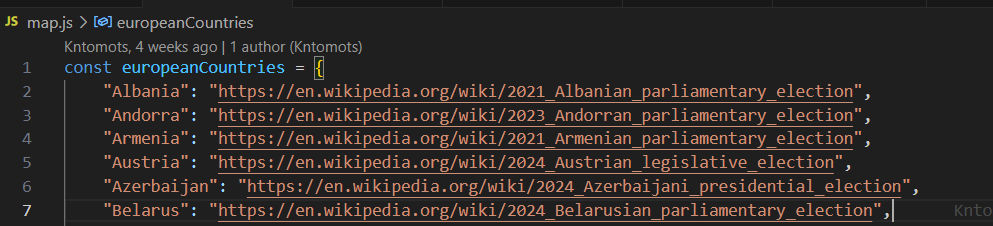 JS map.js > europeanCountries
Kntomots, 4 weeks ago | 1 author (Kntomots)
1 const europeanCountries = {
2 "Albania": "https://en.wikipedia.org/wiki/2021_Albanian_parliamentary_election",
3 "Andorra": "https://en.wikipedia.org/wiki/2023_Andorran_parliamentary_election",
4 "Armenia": "https://en.wikipedia.org/wiki/2021_Armenian_parliamentary_election",
5 "Austria": "https://en.wikipedia.org/wiki/2024_Austrian_legislative_election",
6 "Azerbaijan": "https://en.wikipedia.org/wiki/2024_Azerbaijani_presidential_election",
7 "Belarus": "https://en.wikipedia.org/wiki/2024_Belarusian_parliamentary_election", Knto